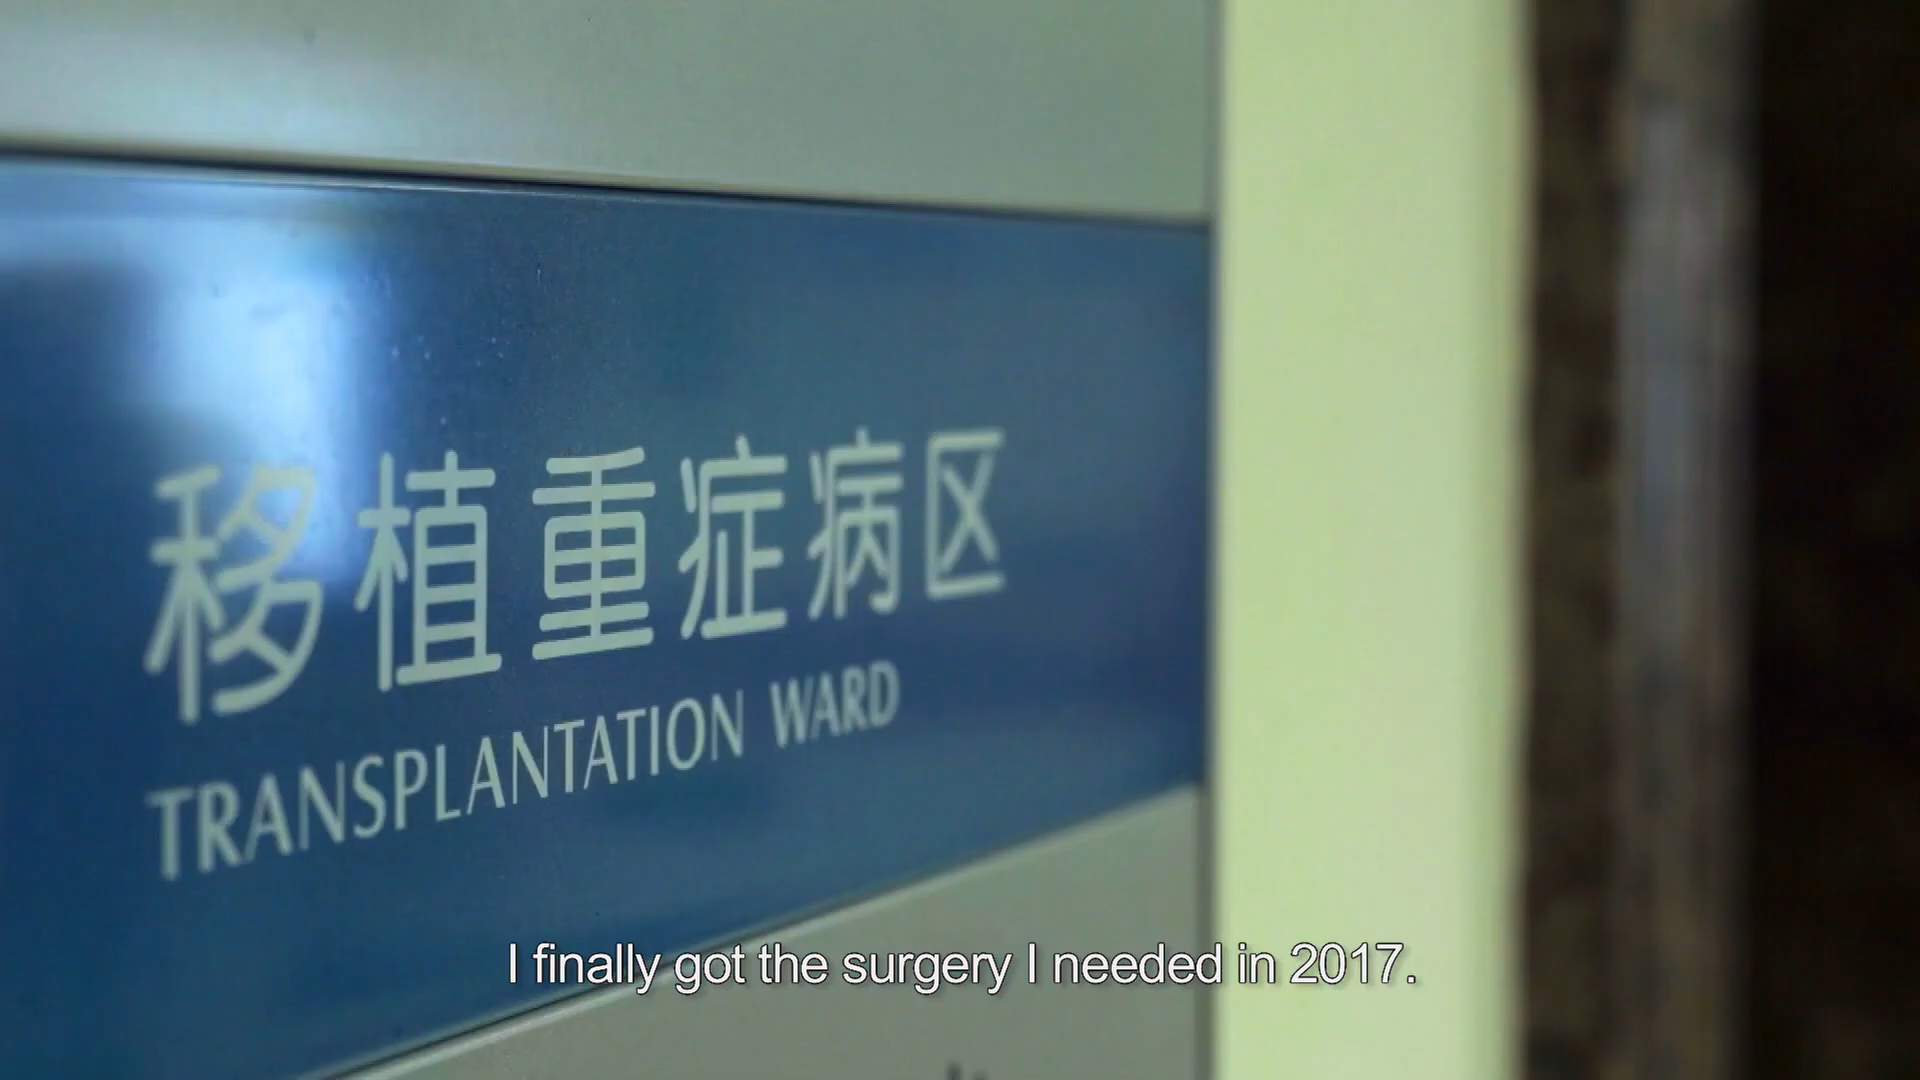 移植重症病区
TRANSPLANTATION WARD
I finally got the surgery I needed in 2017.